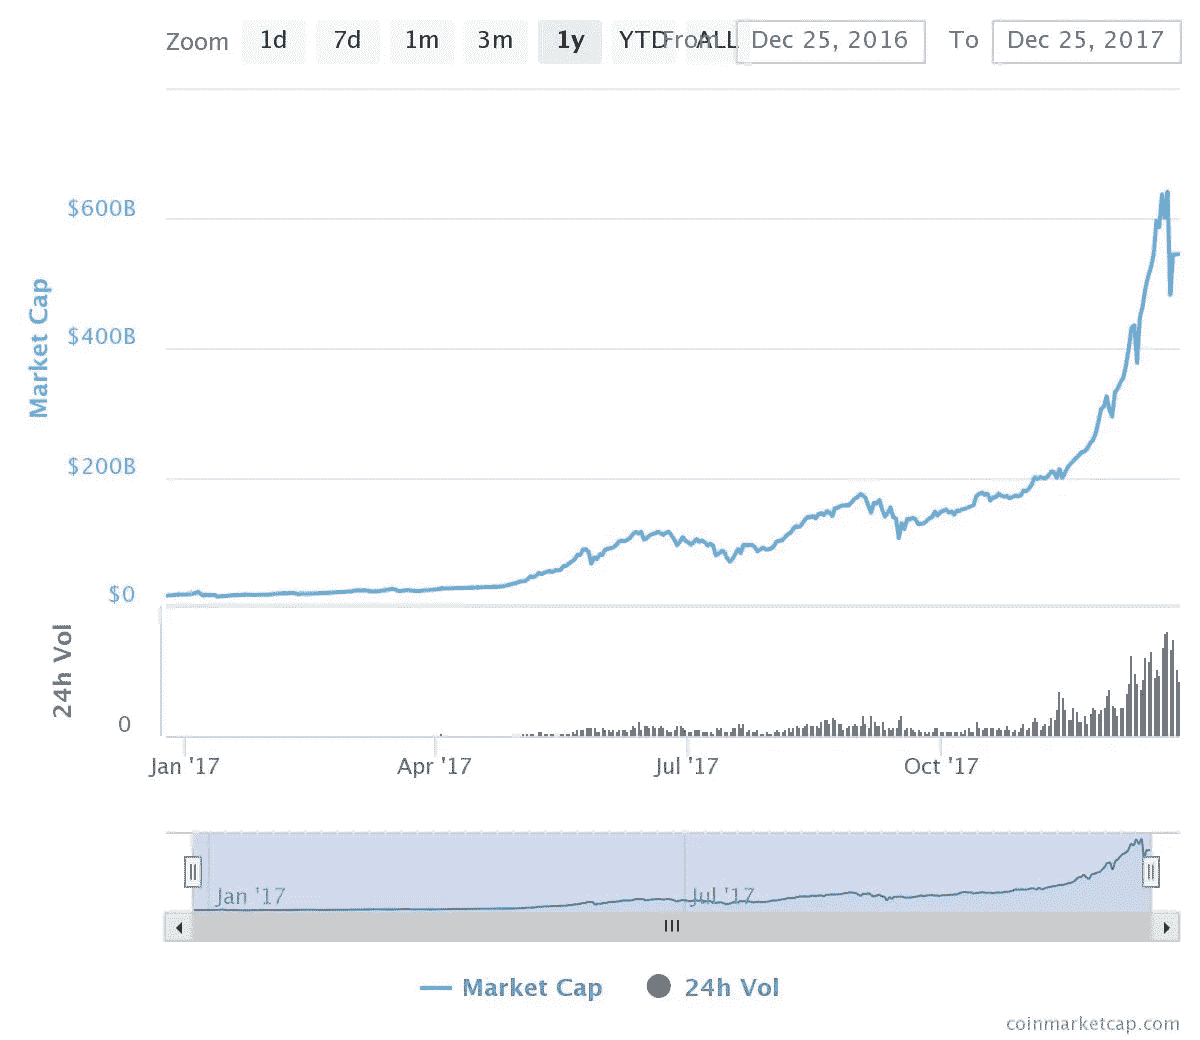 Zoom 1d 7d 1m 3m 1y YTD ALL From Dec 25, 2016 To Dec 25, 2017
$600B
$400B
$200B
$0
Market Cap
24h Vol
0
Jan '17 Apr '17 Jul '17 Oct '17
Jan '17 Jul '17
Market Cap 24h Vol
coinmarketcap.com